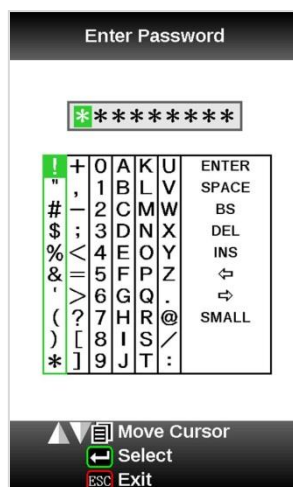 Enter Password
*********
! + 0 A K U ENTER
" , 1 B L V SPACE
# − 2 C M W BS
$ ; 3 D N X DEL
% < 4 E O Y INS
& = 5 F P Z ⇦
' > 6 G Q . ⇨
( ? 7 H R @ SMALL
) [ 8 I S /
* ] 9 J T :
Move Cursor
Select
ESC Exit